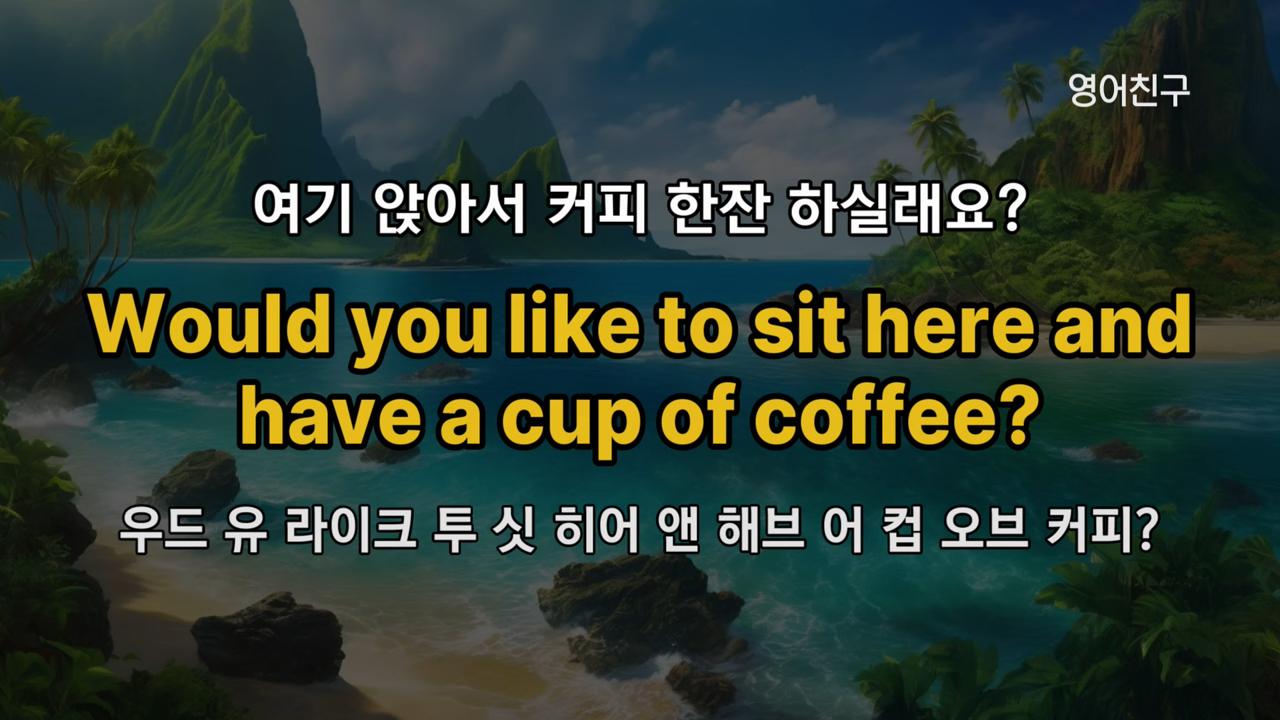 영어친구
여기 앉아서 커피 한잔 하실래요?
Would you like to sit here and
have a cup of coffee?
우드 유 라이크 투 싯 히어 앤 해브 어 컵 오브 커피?